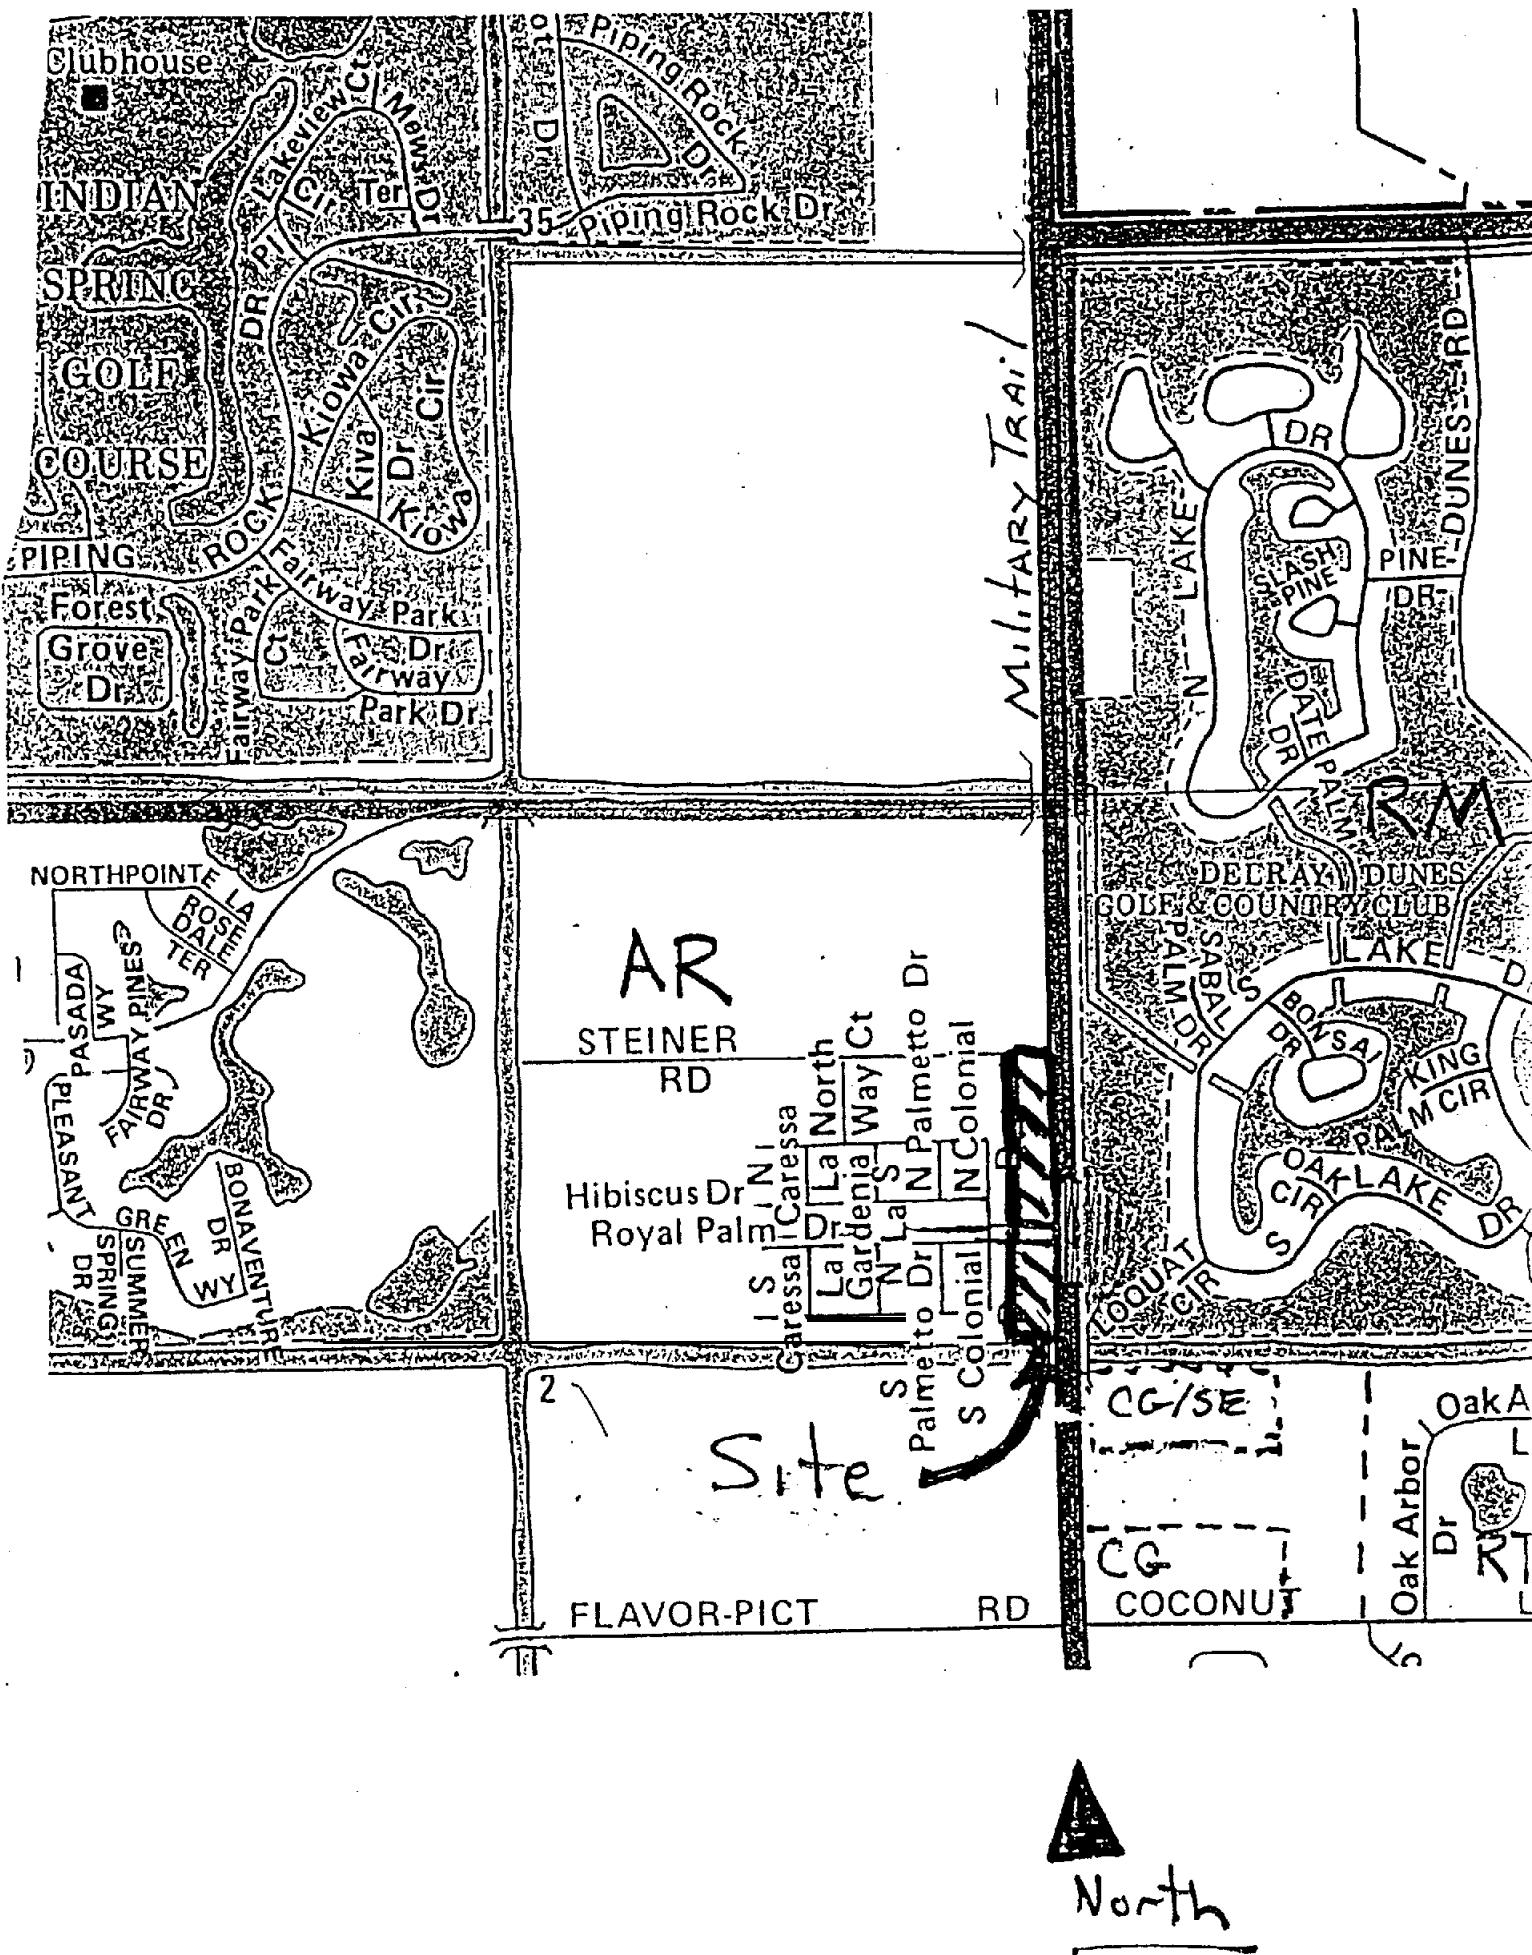 Clubhouse
INDIAN
SPRING
GOLF
COURSE
Lakeview Ct
Mews Dr
Cir
Ter
Dr
Piping Rock
Dr
35
Piping Rock Dr
DR
Kiowa Cir
Cir
Kiva
Dr
Kiowa
PIPING
ROCK
Fairway Park
Dr
Forest
Grove
Dr
Fairway Park
Ct
Fairway
Park Dr
Military Trail
DUNES RD
DR
LAKE
N
SLASH
PINE
PINE
DR
DATE PALM
DR
RM
DELRAY DUNES
GOLF & COUNTRY CLUB
NORTHPOINTE
LA
ROSE
DALE
TER
PASADA
WY
FAIRWAY PINES
FAIRWAY
DR
PLEASANT
GREEN
WY
SPRING
DR
SUMMER
BONAVENTURE
DR
AR
STEINER
RD
North
Way Ct
Palmetto Dr
N Colonial
Caressa
La
Gardenia
La
N
S
Hibiscus Dr
Royal Palm Dr
Caressa
La
N
S
Palmetto Dr
S Colonial
SABAL
PALM DR
S
LAKE
BONSAI
DR
KING
PALM CIR
OAK LAKE
CIR
S
DR
LOQUAT
CIR
2
Site
CG/SE
CG
Oak Arbor
Dr
Oak A
L
RT
FLAVOR-PICT
RD
COCONUT
L
North